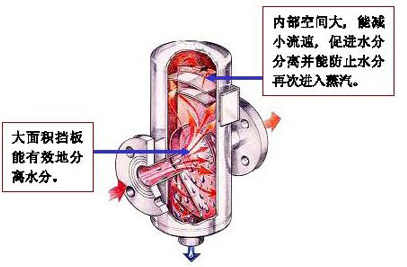 内部空间大，能减
小流速，促进水分
分离并能防止水分
再次进入蒸汽。
大面积挡板
能有效地分
离水分。